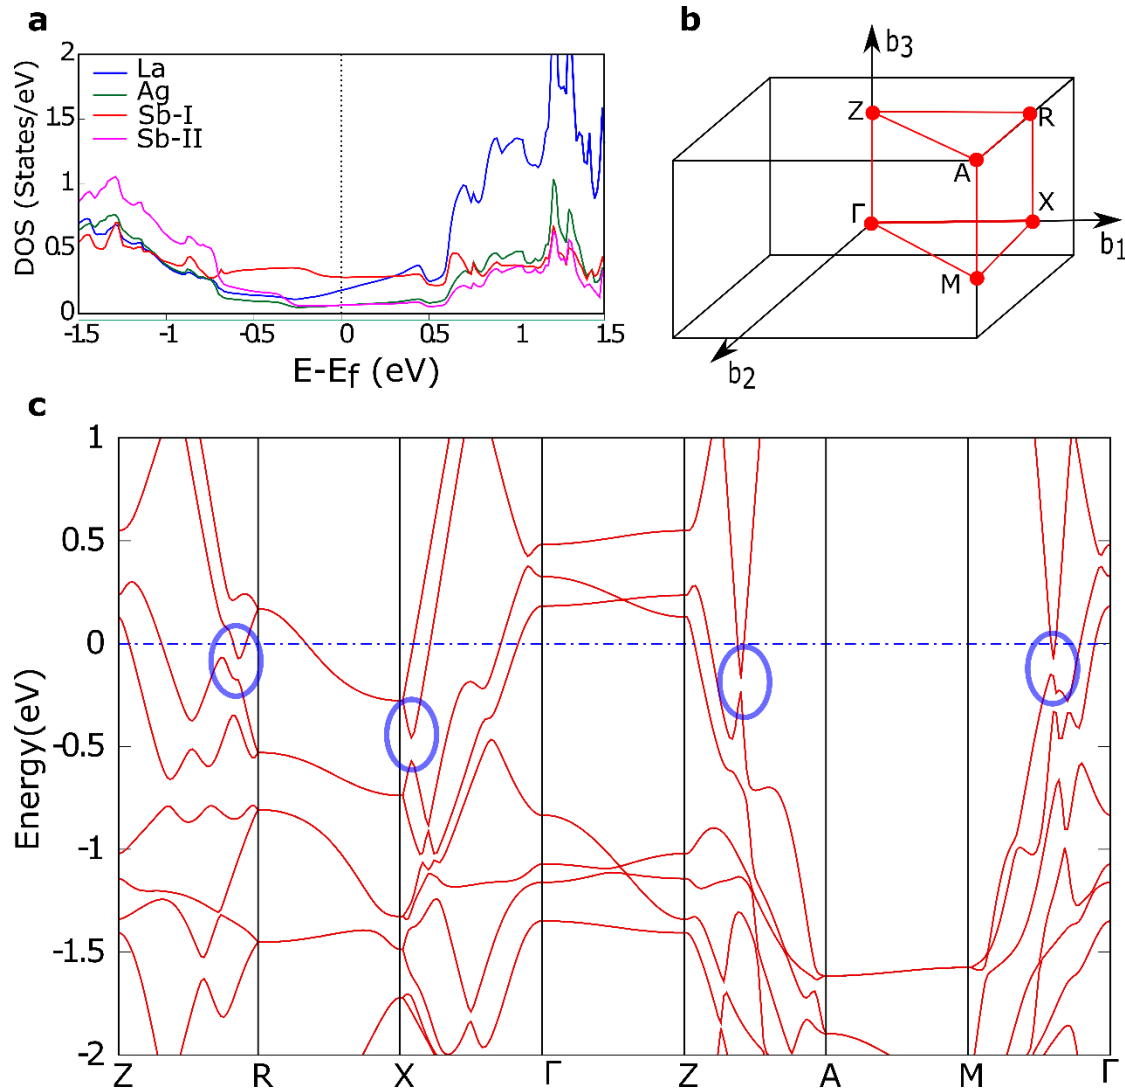 a
DOS (States/eV)
2
1.5
1
0.5
0
La
Ag
Sb-I
Sb-II
-1.5 -1 -0.5 0 0.5 1 1.5
E-Ef (eV)
b
b3
Z
R
A
Γ
X
b1
M
b2
c
Energy(eV)
1
0.5
0
-0.5
-1
-1.5
-2
Z R X Γ Z A M Γ